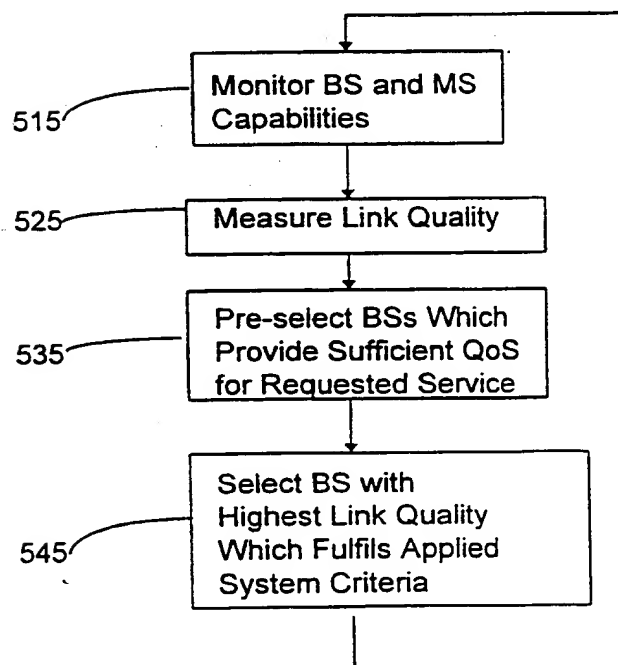 515
Monitor BS and MS
Capabilities
525
Measure Link Quality
535
Pre-select BSs Which
Provide Sufficient QoS
for Requested Service
545
Select BS with
Highest Link Quality
Which Fulfils Applied
System Criteria